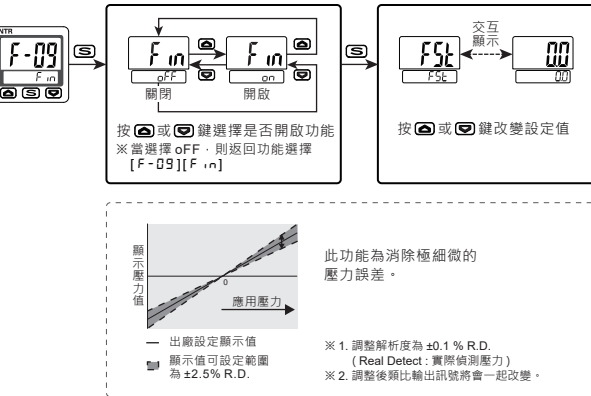 NTR
F-09
F in
S
S
F in
oFF
關閉
F in
on
開啟
按 或 鍵選擇是否開啟功能
※當選擇 oFF，則返回功能選擇
[F-09][F in]
S
FSt
FSt
交互
顯示
0.0
0.0
按 或 鍵改變設定值
顯示壓力值
0
應用壓力
出廠設定顯示值
顯示值可設定範圍
為 ±2.5% R.D.
此功能為消除極細微的
壓力誤差。
※ 1. 調整解析度為 ±0.1 % R.D.
( Real Detect : 實際偵測壓力 )
※ 2. 調整後類比輸出訊號將會一起改變。